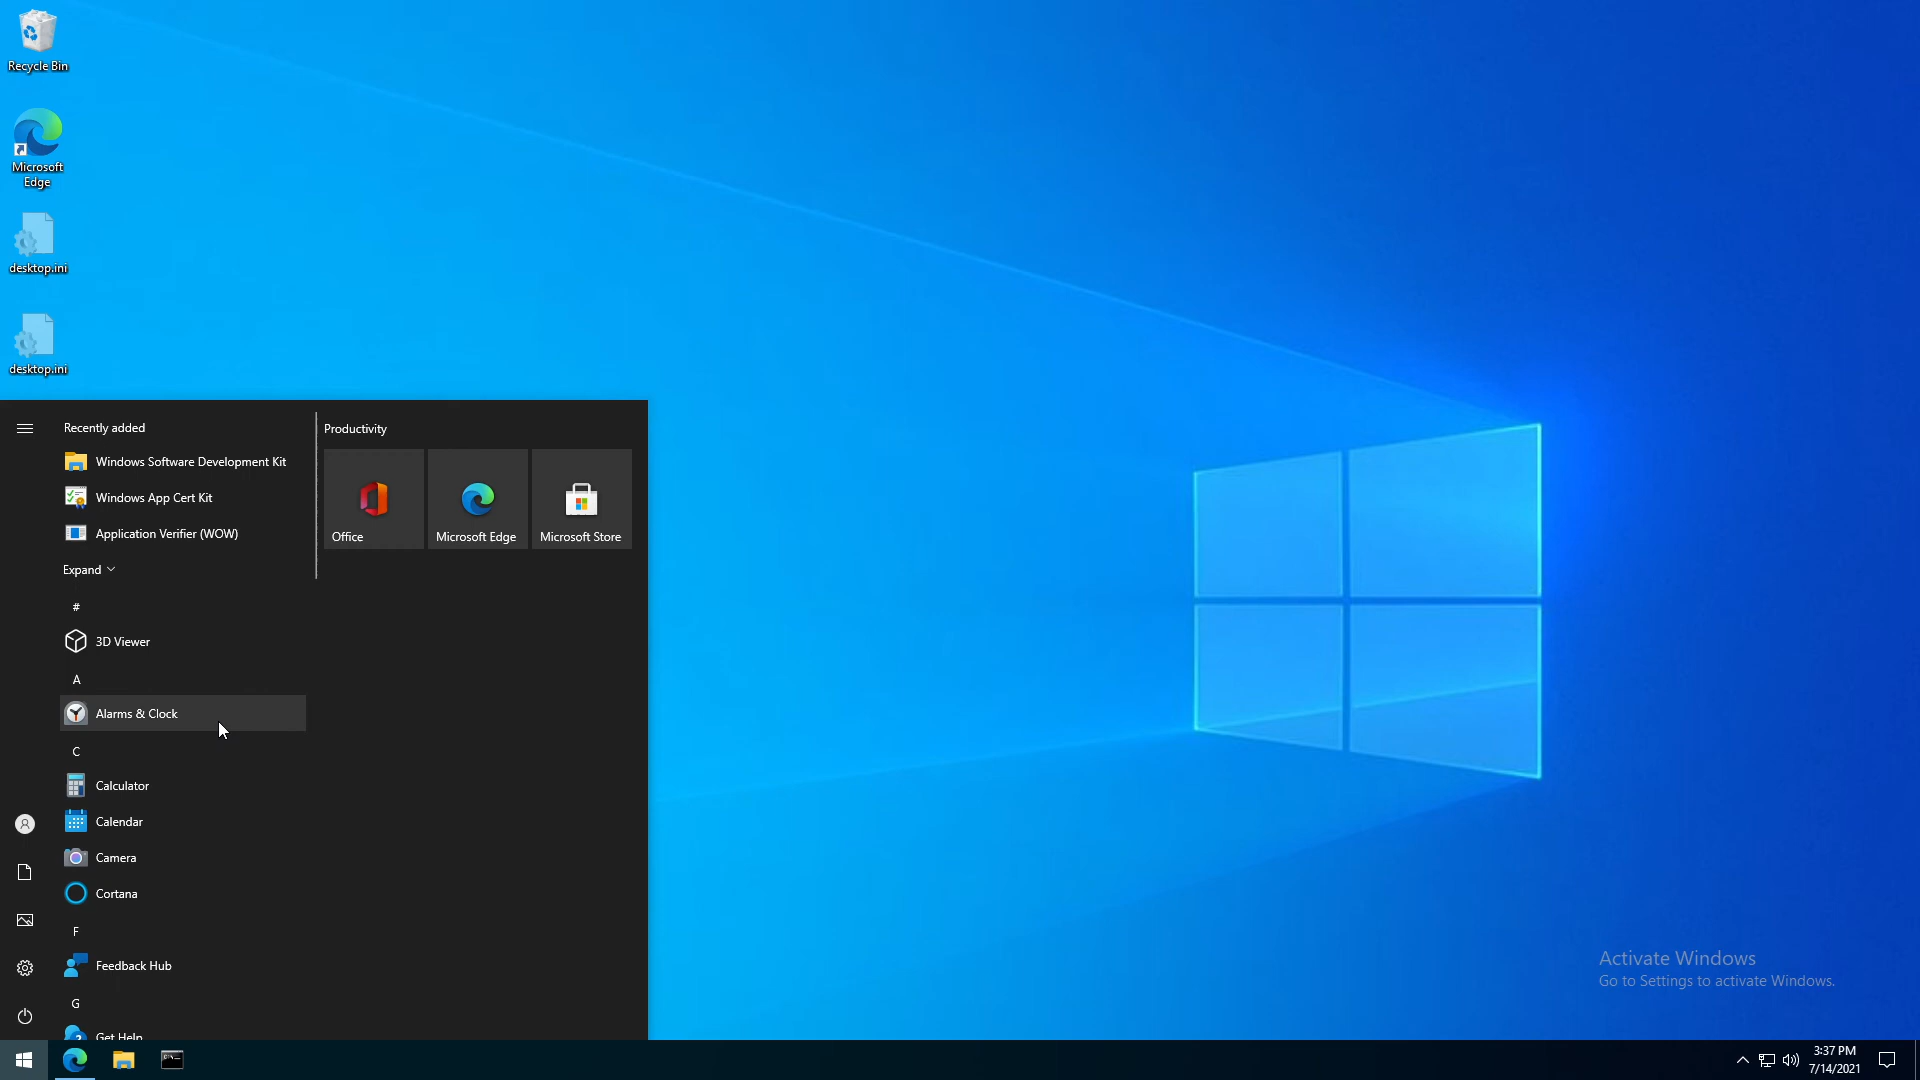 Recycle Bin
Microsoft
Edge
desktop.ini
desktop.ini
Recently added
Windows Software Development Kit
Windows App Cert Kit
Application Verifier (WOW)
Expand
#
3D Viewer
A
Alarms & Clock
C
Calculator
Calendar
Camera
Cortana
F
Feedback Hub
G
Get Help
Productivity
Office
Microsoft Edge
Microsoft Store
Activate Windows
Go to Settings to activate Windows.
3:37 PM
7/14/2021